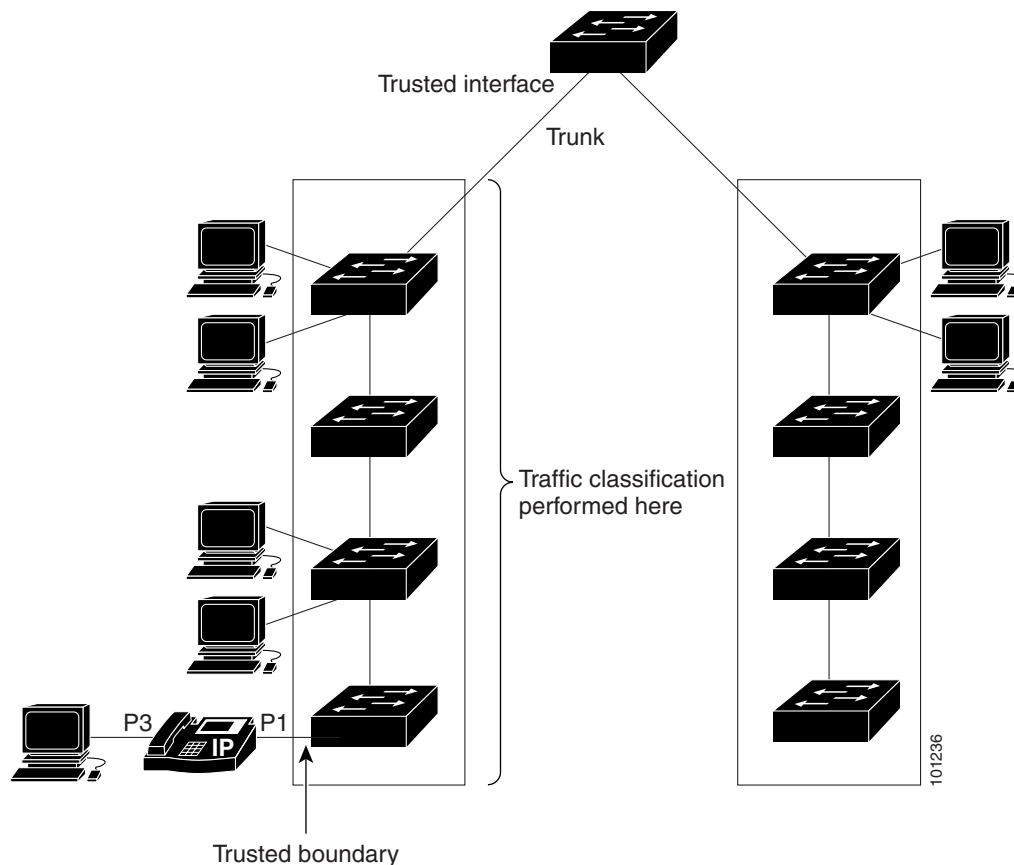 Trusted interface
Trunk
Traffic classification
performed here
P3
IP
P1
101236
Trusted boundary